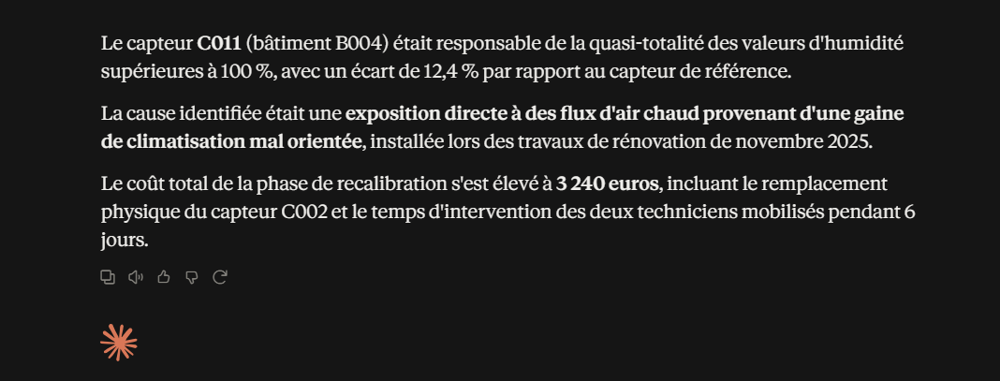 Le capteur C011 (bâtiment B004) était responsable de la quasi-totalité des valeurs d'humidité
supérieures à 100 %, avec un écart de 12,4 % par rapport au capteur de référence.
La cause identifiée était une exposition directe à des flux d'air chaud provenant d'une gaine
de climatisation mal orientée, installée lors des travaux de rénovation de novembre 2025.
Le coût total de la phase de recalibration s'est élevé à 3 240 euros, incluant le remplacement
physique du capteur C002 et le temps d'intervention des deux techniciens mobilisés pendant 6
jours.